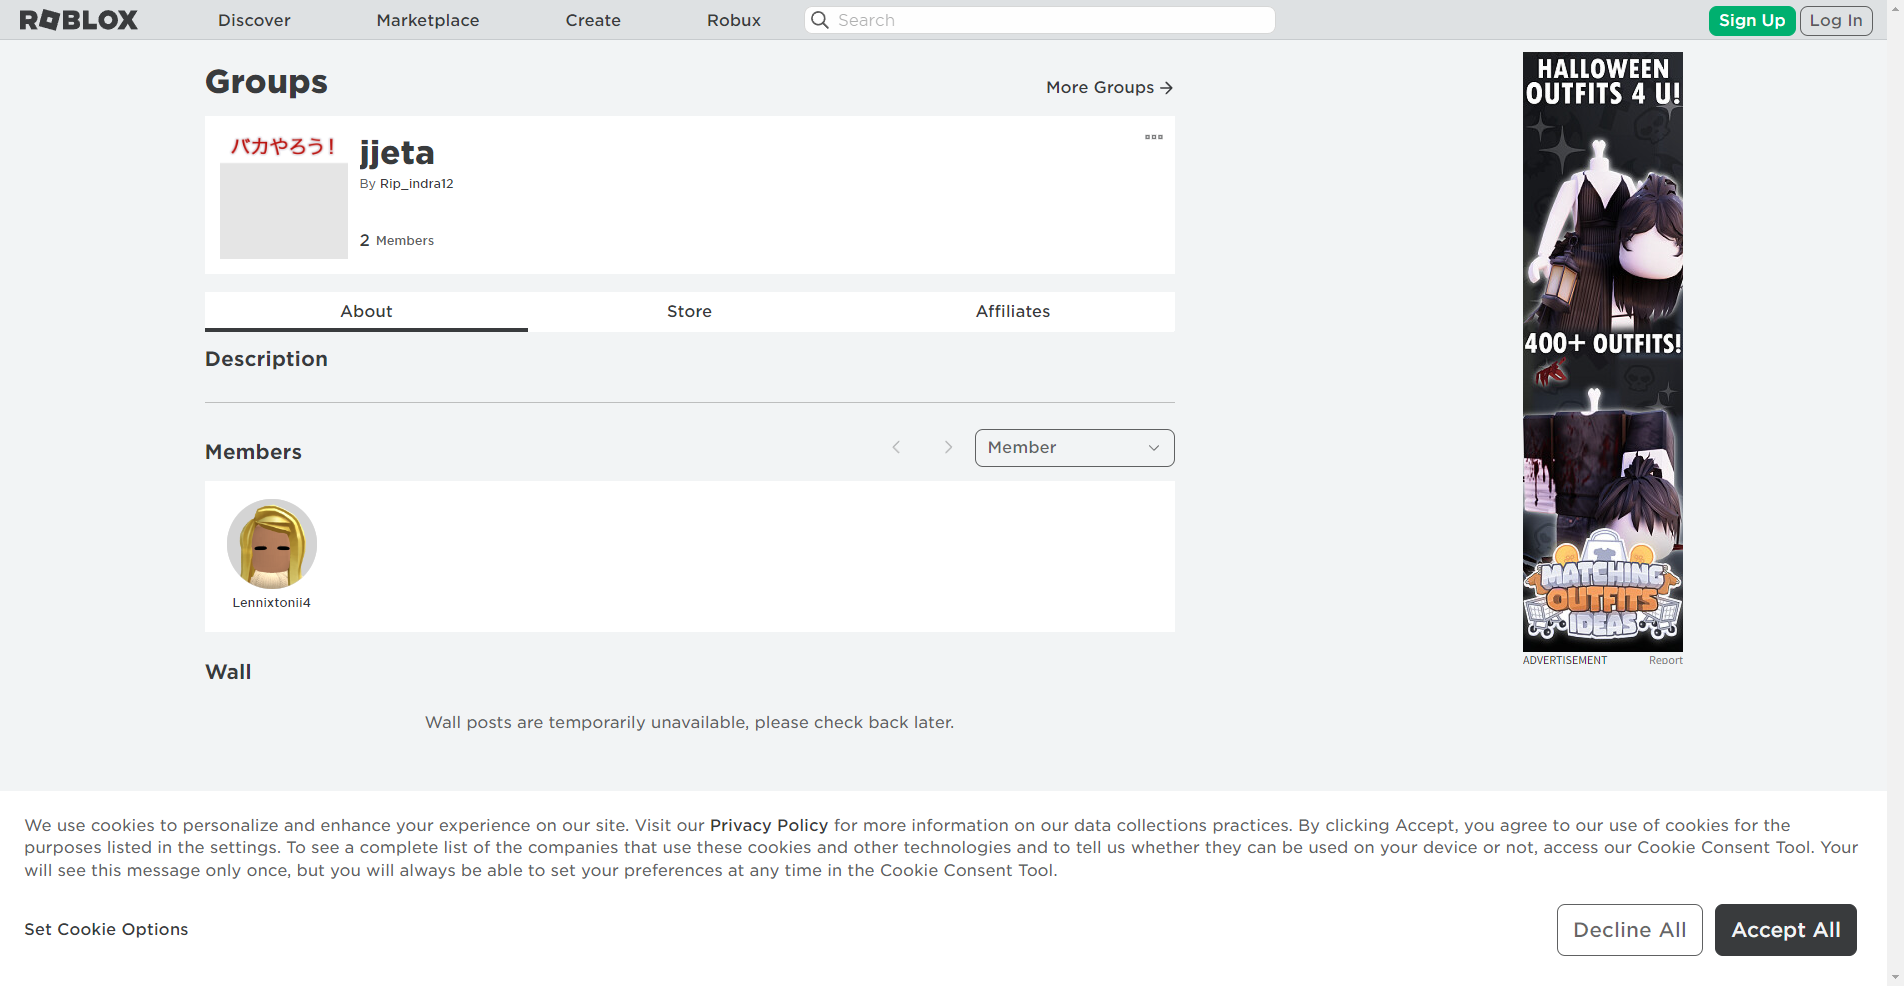 ROBLOX
Discover
Marketplace
Create
Robux
Search
Sign Up
Log In
Groups
More Groups
バカやろう!
jjeta
By Rip_indra12
2 Members
About
Store
Affiliates
Description
Members
Member
Lennixtonii4
Wall
Wall posts are temporarily unavailable, please check back later.
HALLOWEEN
OUTFITS 4 U!
400+ OUTFITS!
MATCHING
OUTFITS
IDEAS
ADVERTISEMENT
Report
We use cookies to personalize and enhance your experience on our site. Visit our Privacy Policy for more information on our data collections practices. By clicking Accept, you agree to our use of cookies for the
purposes listed in the settings. To see a complete list of the companies that use these cookies and other technologies and to tell us whether they can be used on your device or not, access our Cookie Consent Tool. Your
will see this message only once, but you will always be able to set your preferences at any time in the Cookie Consent Tool.
Set Cookie Options
Decline All
Accept All